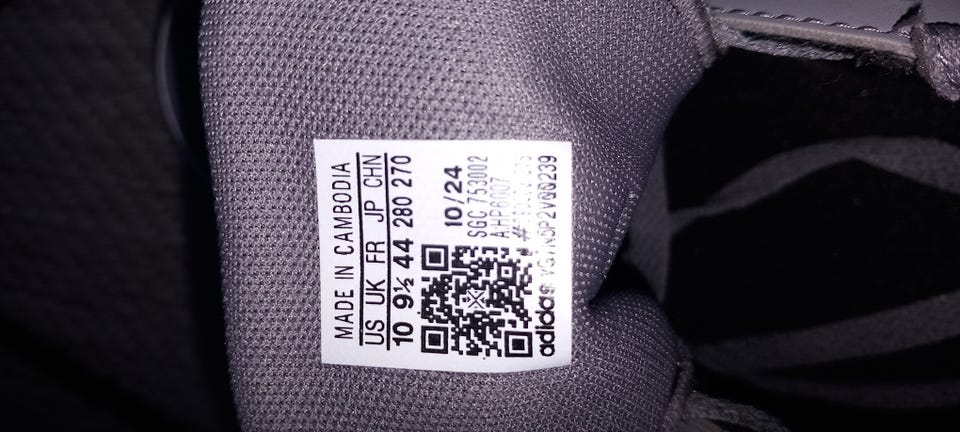 MADE IN CAMBODIA
US UK FR JP CHN
10 9½ 44 280 270
10/24
SGC 753002
adidas